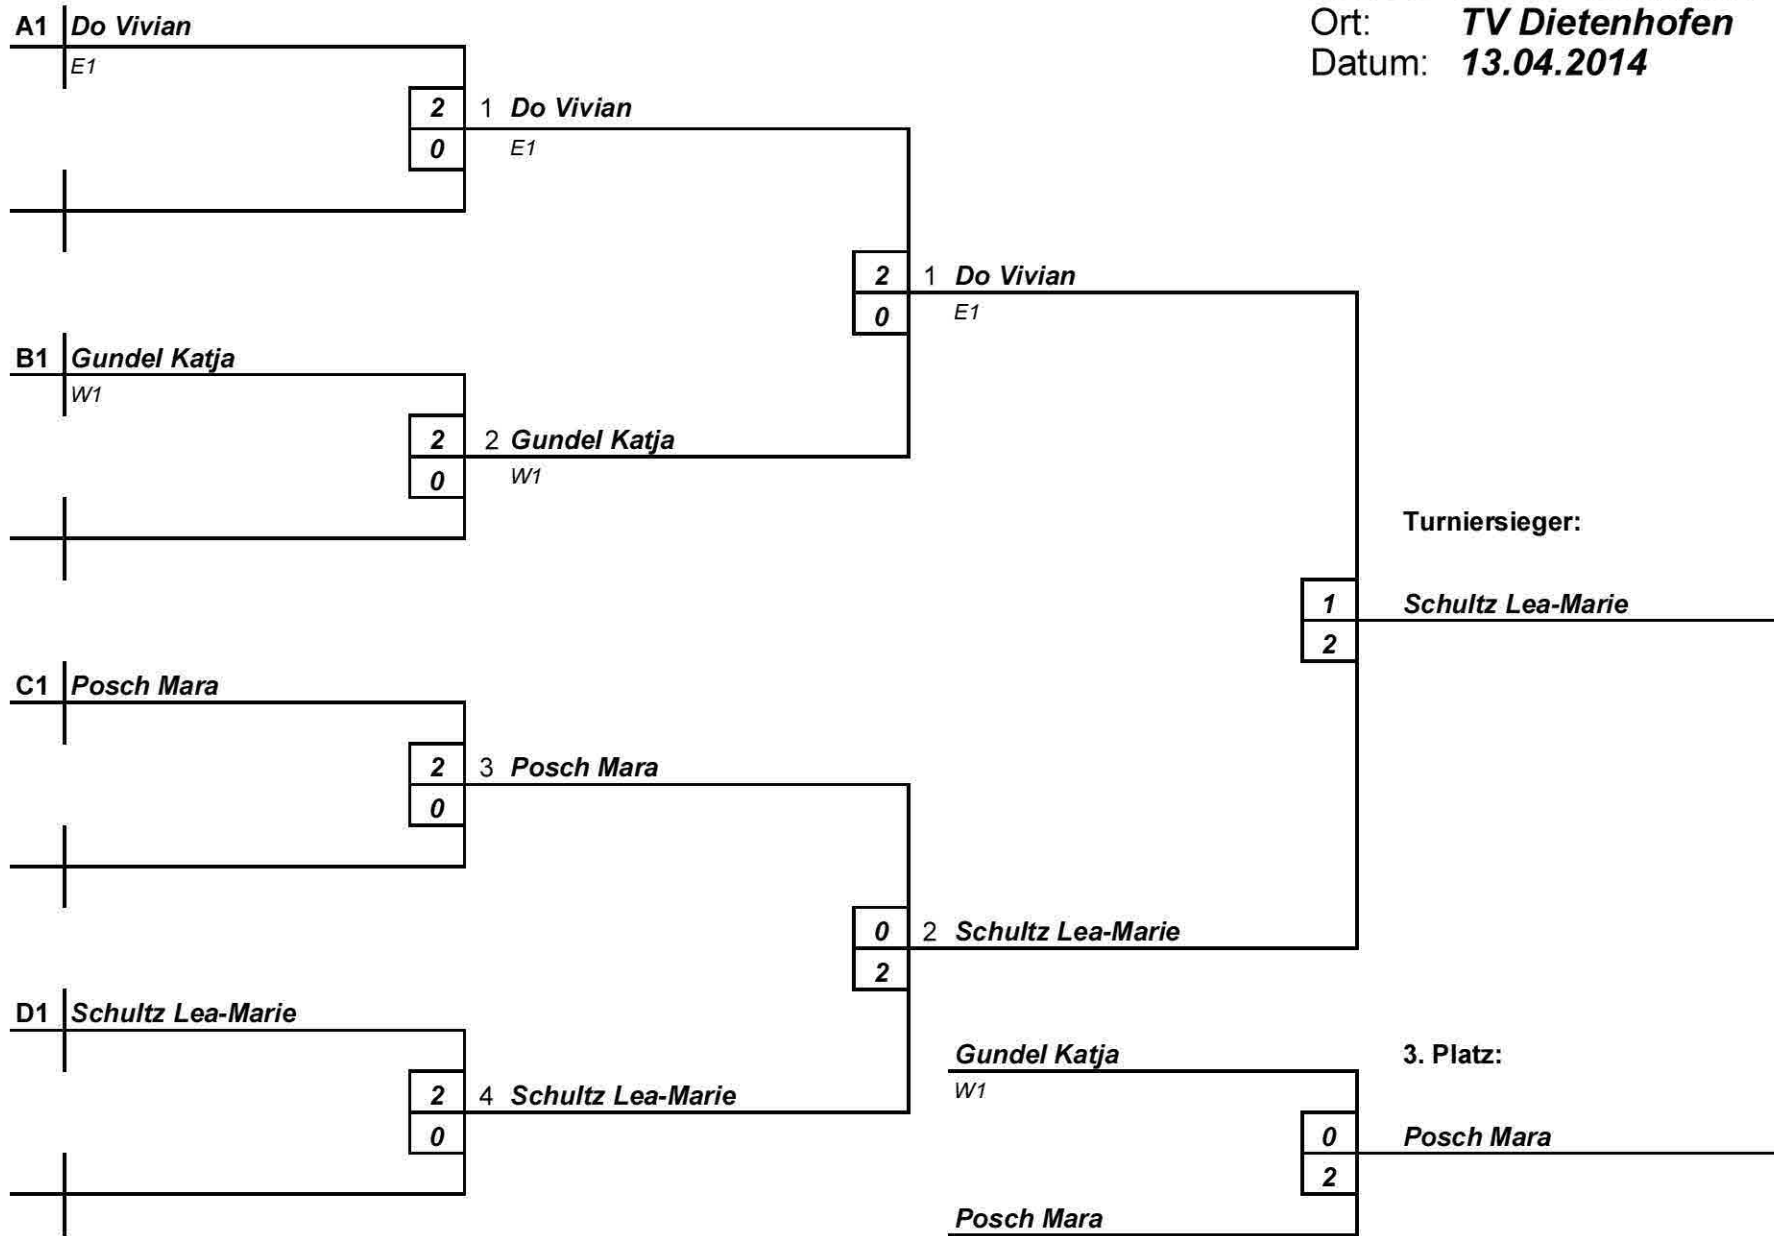 Ort: TV Dietenhofen
Datum: 13.04.2014
A1 Do Vivian
E1
2 1 Do Vivian
0 E1
2 1 Do Vivian
0 E1
B1 Gundel Katja
W1
2 2 Gundel Katja
0 W1
Turniersieger:
1 Schultz Lea-Marie
2
C1 Posch Mara
2 3 Posch Mara
0
0 2 Schultz Lea-Marie
2
D1 Schultz Lea-Marie
2 4 Schultz Lea-Marie
0
Gundel Katja
W1
3. Platz:
0 Posch Mara
2
Posch Mara